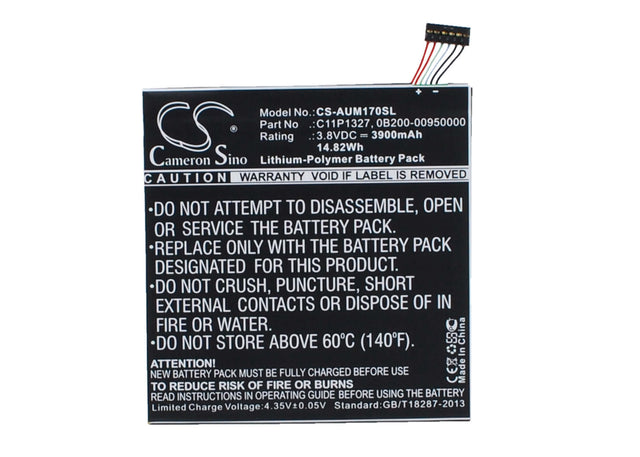 CS
Cameron Sino
Model No.: CS-AUM170SL
Part No : C11P1327, 0B200-00950000
Rating : 3.8VDC ⎓ 3900mAh
14.82Wh
Lithium-Polymer Battery Pack
CAUTION WARRANTY VOID IF LABEL IS REMOVED
•DO NOT ATTEMPT TO DISASSEMBLE, OPEN
OR SERVICE THE BATTERY PACK.
•REPLACE ONLY WITH THE BATTERY PACK
DESIGNATED FOR THIS PRODUCT.
•DO NOT CRUSH, PUNCTURE, SHORT
EXTERNAL CONTACTS OR DISPOSE OF
IN FIRE OR WATER.
•DO NOT STORE ABOVE 60°C (140°F).
ATTENTION:
NEW BATTERY PACK MUST BE FULLY CHARGED BEFORE USE.
TO REDUCE RISK OF FIRE OR BURNS
READ INSTRUCTIONS IN OPERATING MANUAL BEFORE USING.
Limited Charge Voltage:4.35V±0.05V Standard:GB/T18287-2013